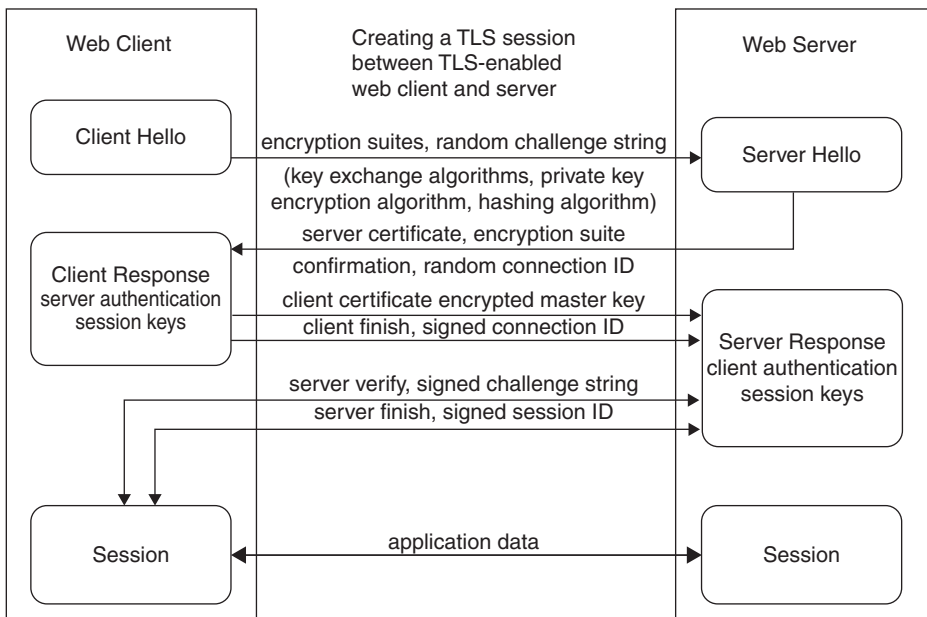 Web Client
Creating a TLS session
between TLS-enabled
web client and server
Web Server
Client Hello
encryption suites, random challenge string
Server Hello
(key exchange algorithms, private key
encryption algorithm, hashing algorithm)
server certificate, encryption suite
confirmation, random connection ID
Client Response
server authentication
session keys
client certificate encrypted master key
client finish, signed connection ID
Server Response
client authentication
session keys
server verify, signed challenge string
server finish, signed session ID
Session
application data
Session